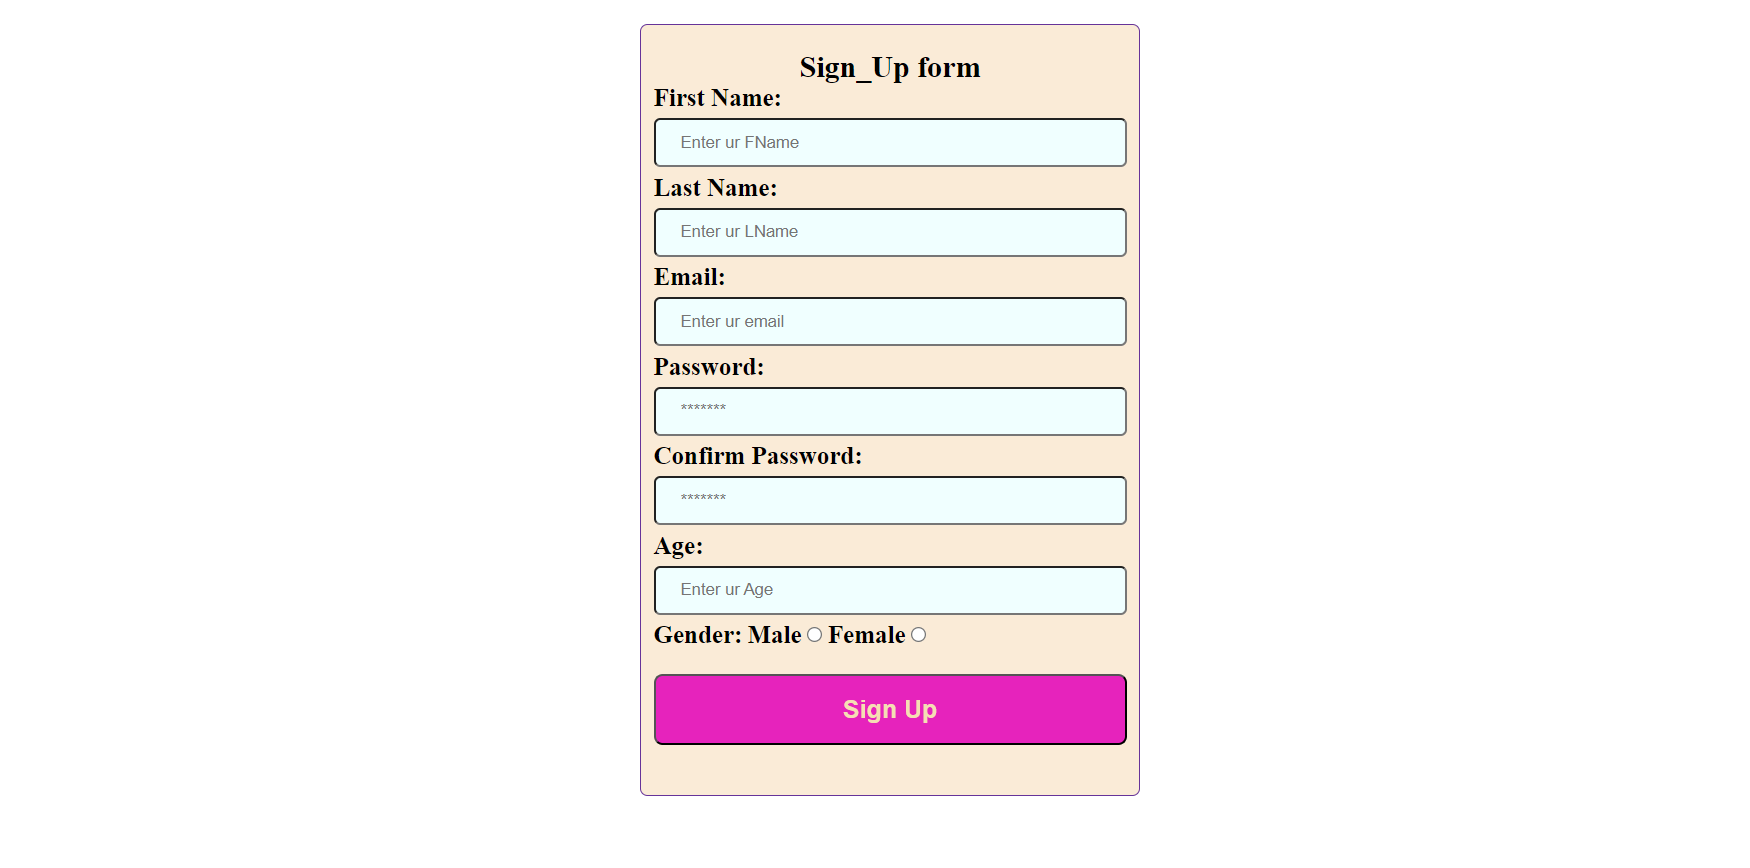 Sign_Up form
First Name:
Enter ur FName
Last Name:
Enter ur LName
Email:
Enter ur email
Password:
*******
Confirm Password:
*******
Age:
Enter ur Age
Gender: Male Female
Sign Up